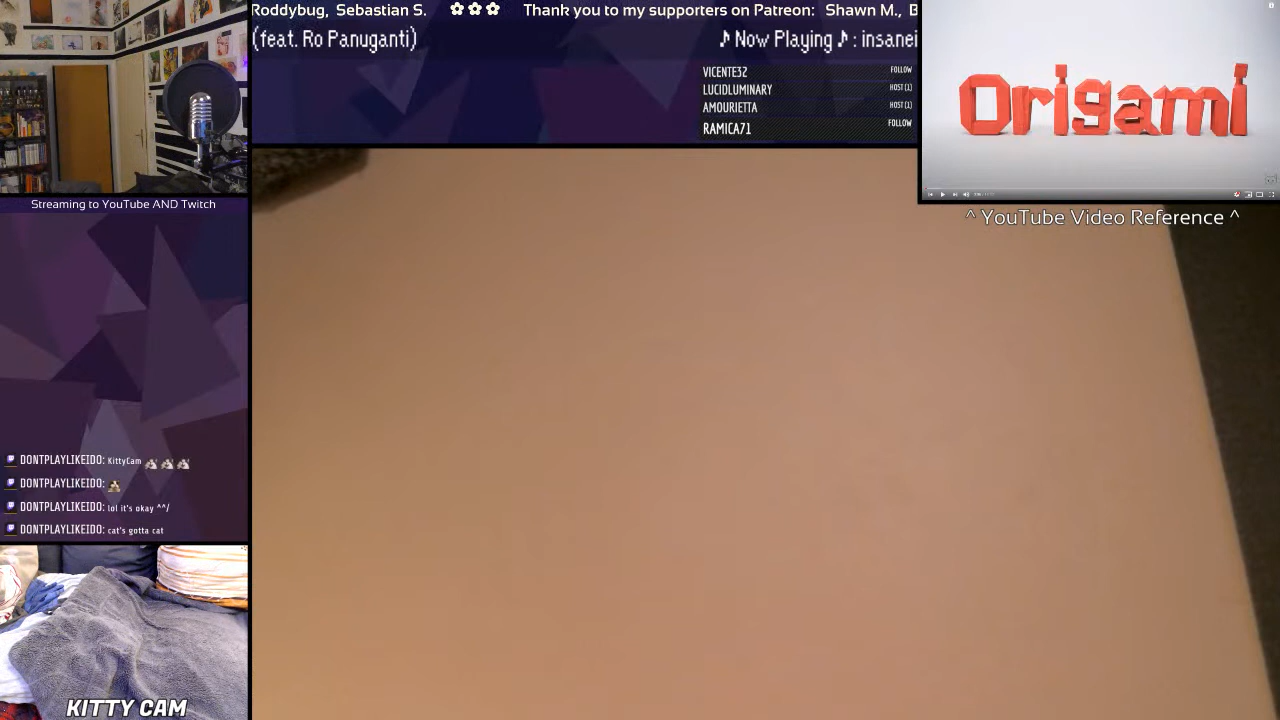 Roddybug, Sebastian S. ✿ ✿ ✿ Thank you to my supporters on Patreon: Shawn M., B
(feat. Ro Panuganti) ♪ Now Playing ♪ : insanei
VICENTE32 FOLLOW
LUCIDLUMINARY HOST (1)
AMOURIETTA HOST (1)
RAMICA71 FOLLOW
Origami
^ YouTube Video Reference ^
Streaming to YouTube AND Twitch
DONTPLAYLIKEIDO: KittyCam
DONTPLAYLIKEIDO:
DONTPLAYLIKEIDO: lol it's okay ^^/
DONTPLAYLIKEIDO: cat's gotta cat
KITTY CAM